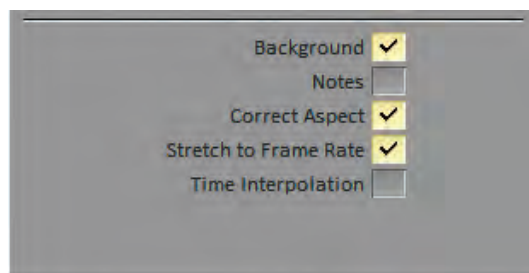 Background
Notes
Correct Aspect
Stretch to Frame Rate
Time Interpolation